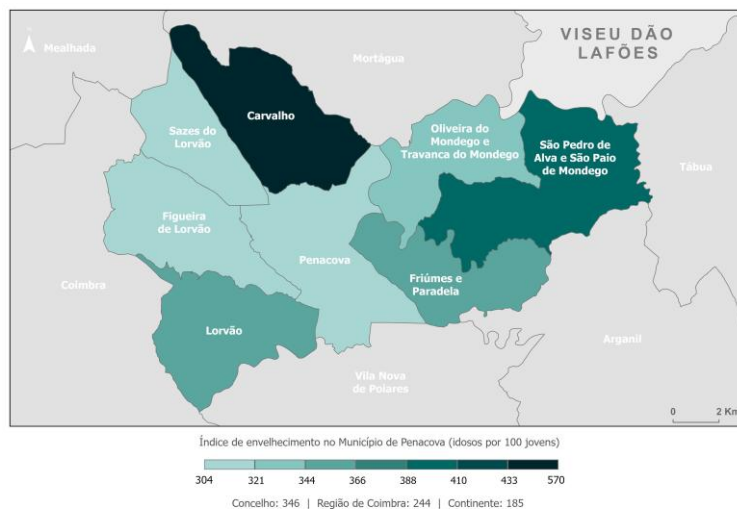 VISEU DÃO
LAFÕES
Mealhada
Mortágua
Carvalho
Sazes do
Lorvão
Oliveira do
Mondego e
Travanca do Mondego
São Pedro de
Alva e São Paio
de Mondego
Tábua
Figueira
de Lorvão
Penacova
Coimbra
Friúmes e
Paradela
Lorvão
Arganil
Vila Nova
de Poiares
0 2 Km
Índice de envelhecimento no Município de Penacova (idosos por 100 jovens)
304 321 344 366 388 410 433 570
Concelho: 346 | Região de Coimbra: 244 | Continente: 185